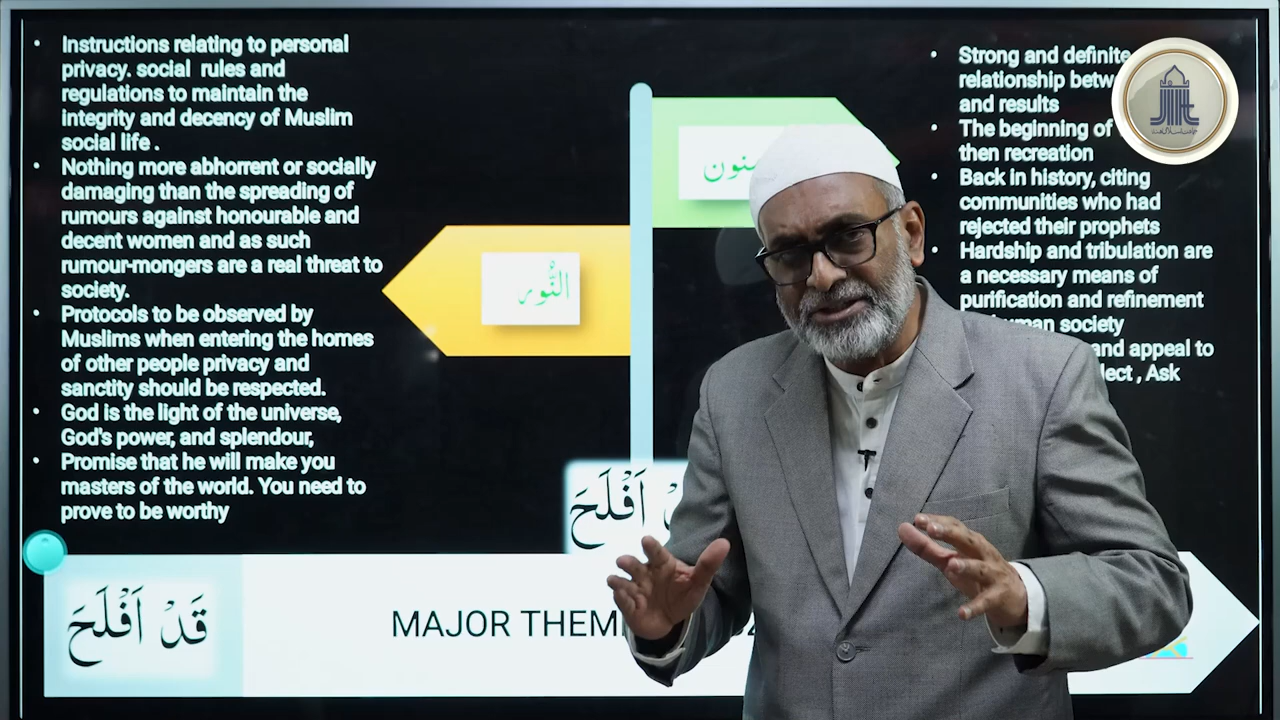 • Instructions relating to personal
privacy. social rules and
regulations to maintain the
integrity and decency of Muslim
social life .
• Nothing more abhorrent or socially
damaging than the spreading of
rumours against honourable and
decent women and as such
rumour-mongers are a real threat to
society.
• Protocols to be observed by
Muslims when entering the homes
of other people privacy and
sanctity should be respected.
• God is the light of the universe,
God's power, and splendour,
• Promise that he will make you
masters of the world. You need to
prove to be worthy
النُّور
• Strong and definite
relationship
and results
• The beginning of
then recreation
• Back in history, citing
communities who had
rejected their prophets
• Hardship and tribulation are
a necessary means of
purification and refinement
human society
and appeal to
, Ask
اَفْلَحَ
قَدْ اَفْلَحَ
MAJOR